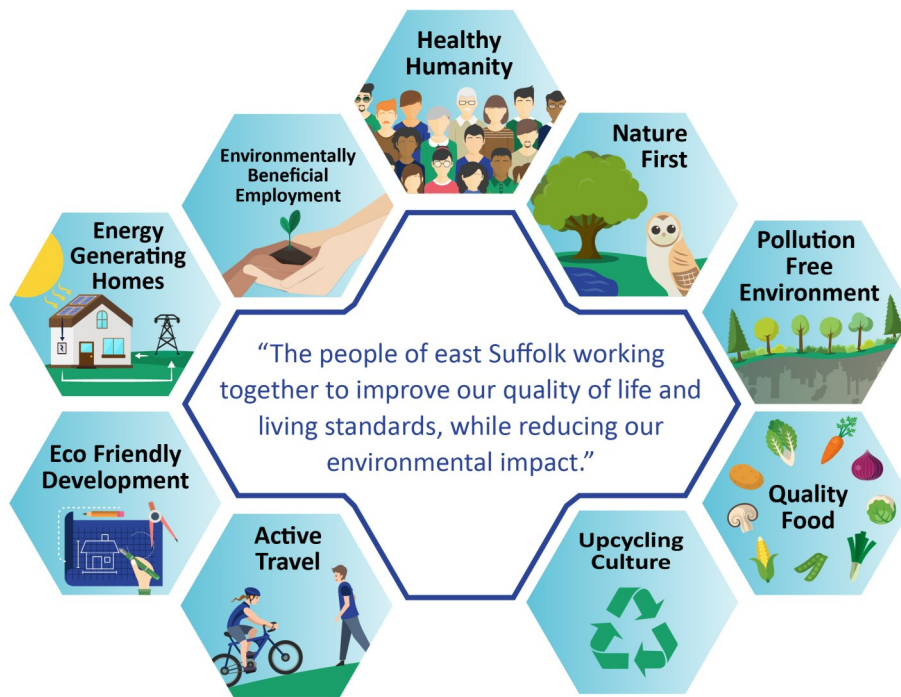 Healthy
Humanity
Nature
First
Pollution
Free
Environment
Quality
Food
Upcycling
Culture
Active
Travel
Eco Friendly
Development
Energy
Generating
Homes
Environmentally
Beneficial
Employment
“The people of east Suffolk working
together to improve our quality of life and
living standards, while reducing our
environmental impact.”